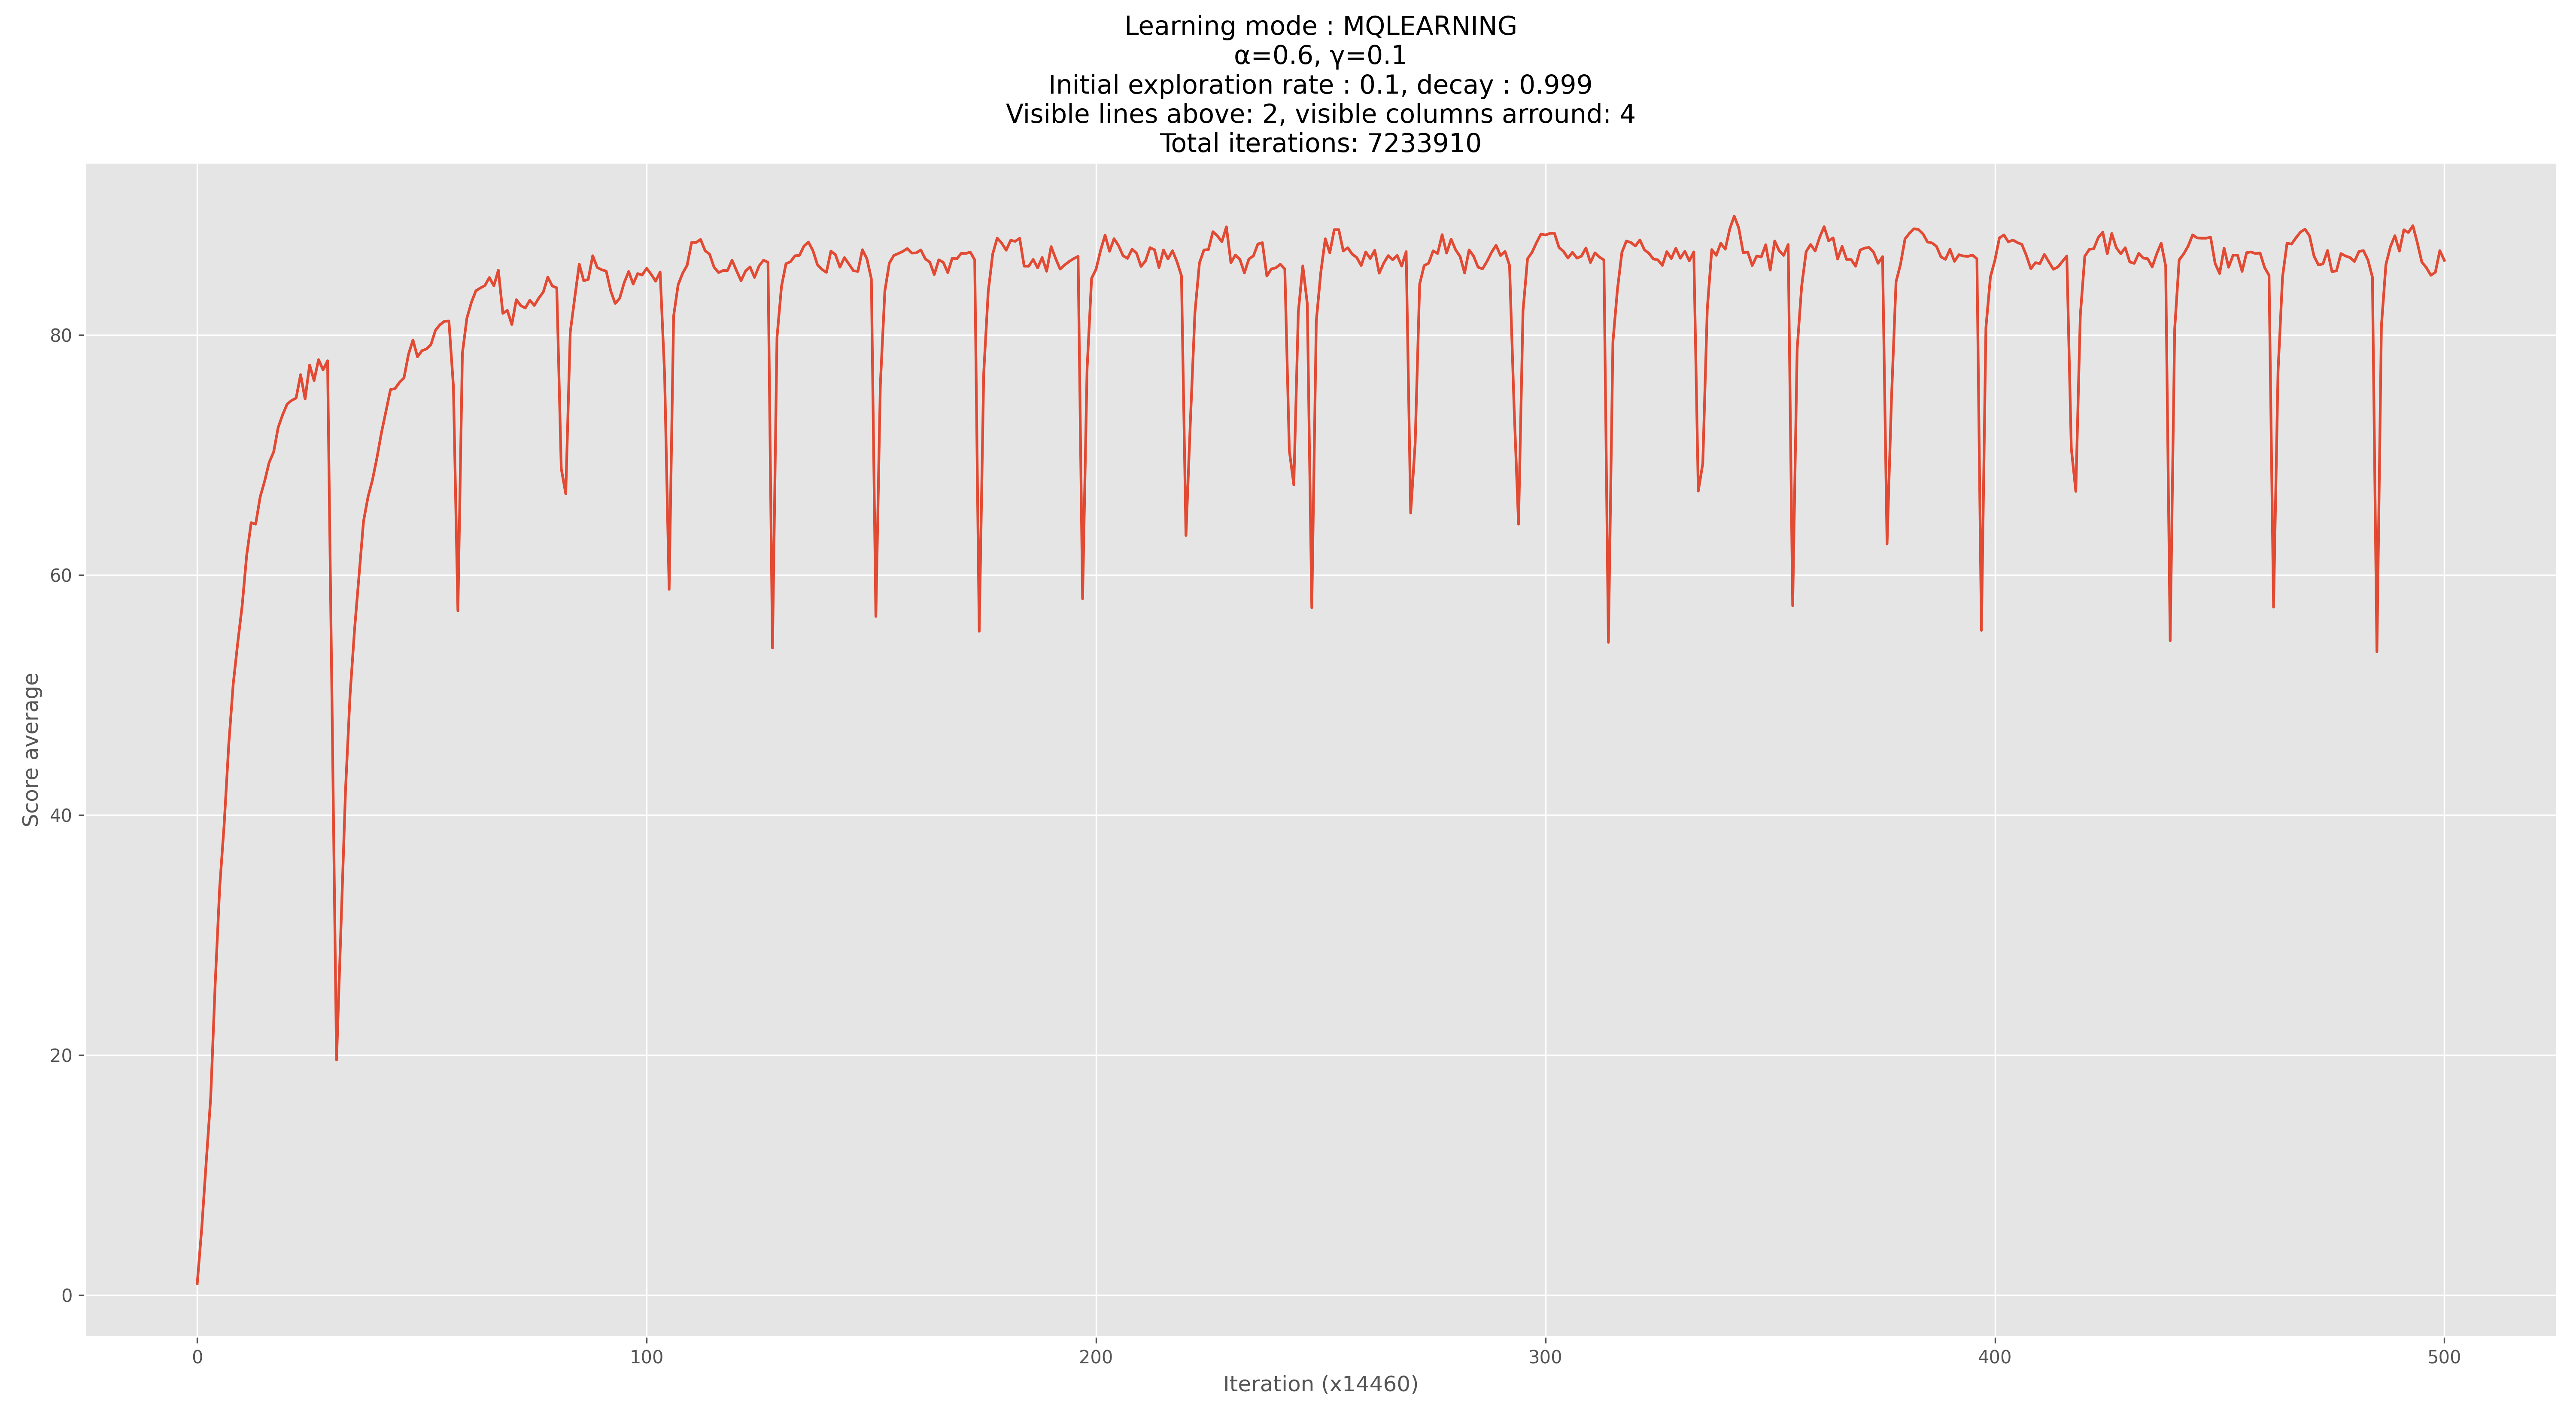 Learning mode : MQLEARNING
α=0.6, γ=0.1
Initial exploration rate : 0.1, decay : 0.999
Visible lines above: 2, visible columns arround: 4
Total iterations: 7233910
Score average
80
60
40
20
0
0 100 200 300 400 500
Iteration (x14460)